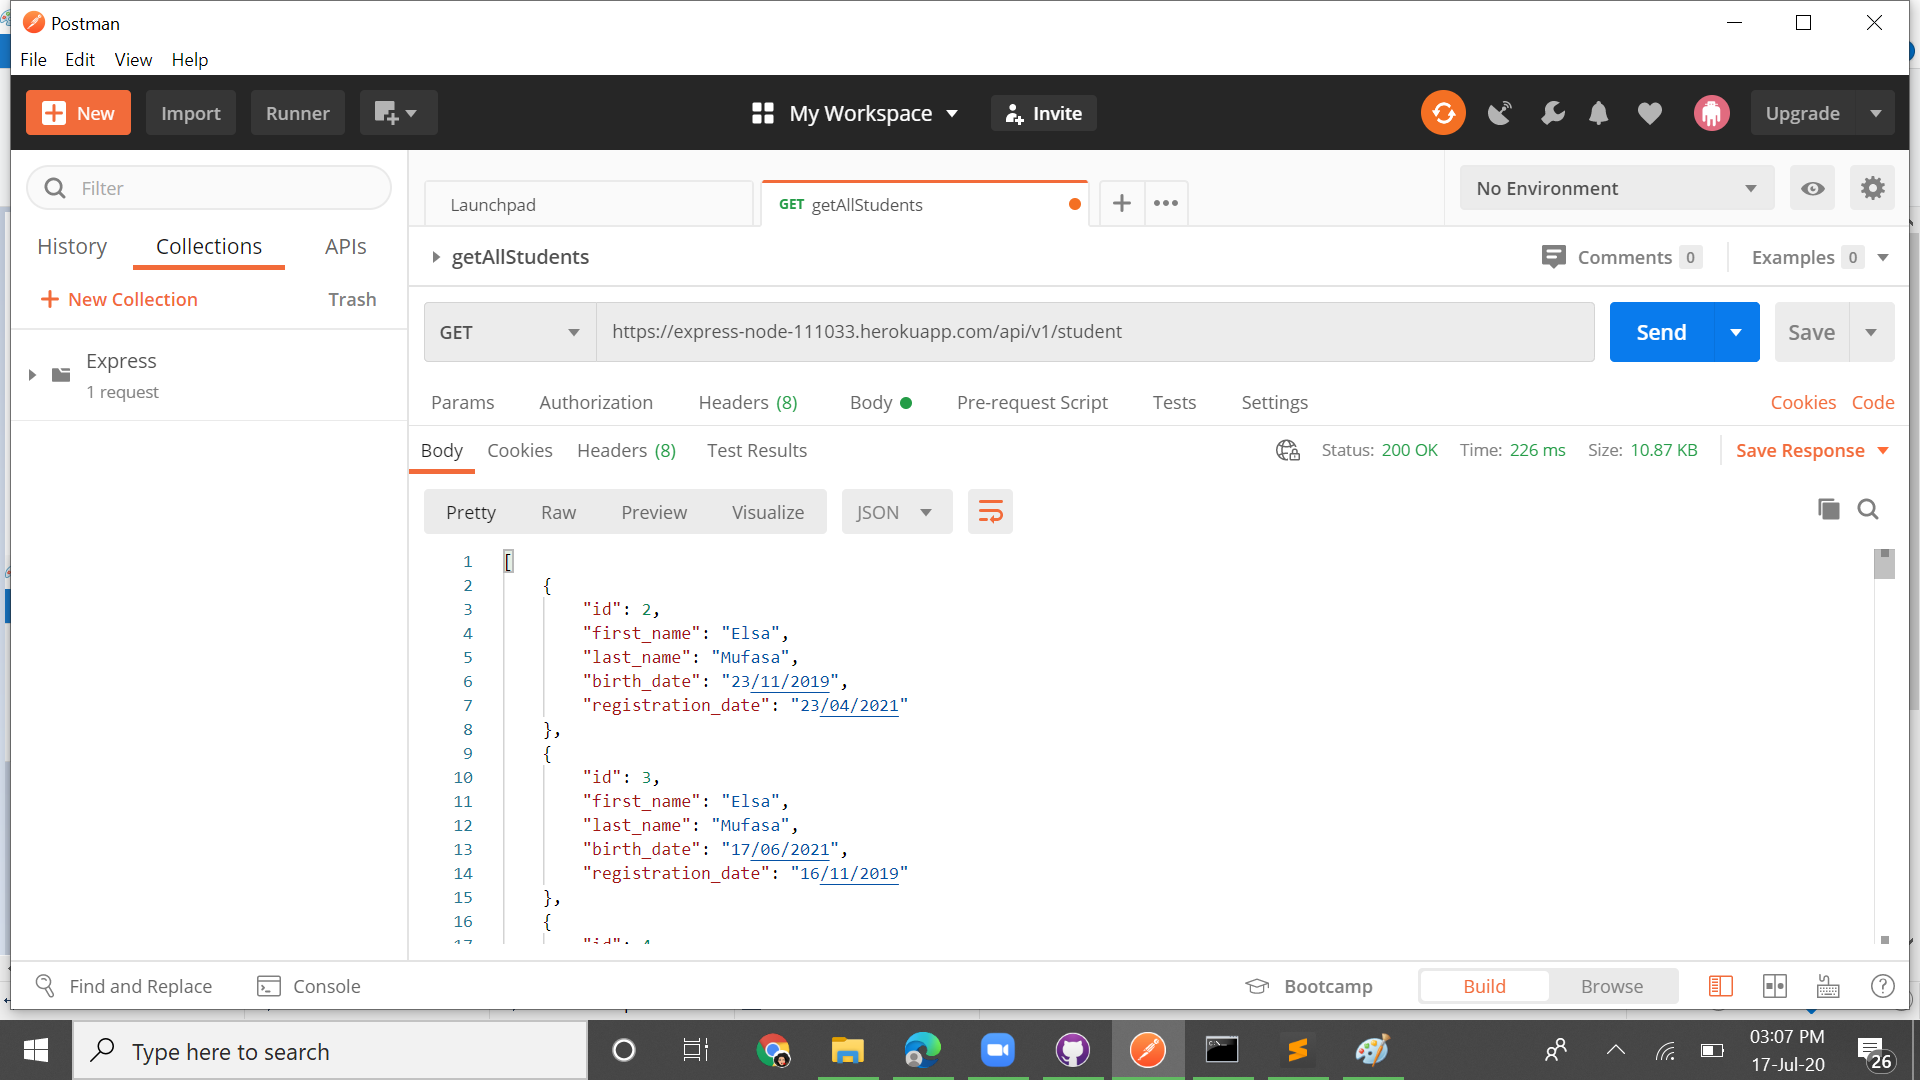 Postman
File Edit View Help
New Import Runner My Workspace Invite Upgrade
Filter
Launchpad GET getAllStudents No Environment
History Collections APIs
getAllStudents Comments 0 Examples 0
New Collection Trash
GET https://express-node-111033.herokuapp.com/api/v1/student Send Save
Express
1 request
Params Authorization Headers (8) Body Pre-request Script Tests Settings Cookies Code
Body Cookies Headers (8) Test Results Status: 200 OK Time: 226 ms Size: 10.87 KB Save Response
Pretty Raw Preview Visualize JSON
1 [
2 {
3 "id": 2,
4 "first_name": "Elsa",
5 "last_name": "Mufasa",
6 "birth_date": "23/11/2019",
7 "registration_date": "23/04/2021"
8 },
9 {
10 "id": 3,
11 "first_name": "Elsa",
12 "last_name": "Mufasa",
13 "birth_date": "17/06/2021",
14 "registration_date": "16/11/2019"
15 },
16 {
17 "id": 4
Find and Replace Console Bootcamp Build Browse
Type here to search 03:07 PM
17-Jul-20 26